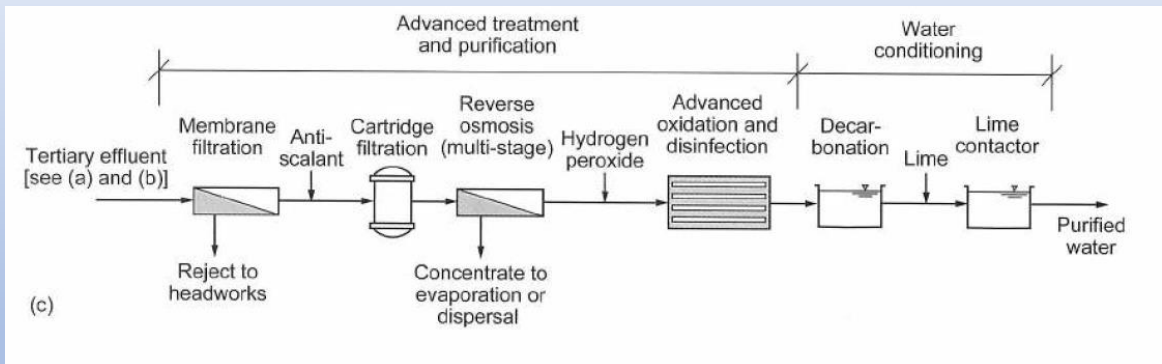 Advanced treatment
and purification
Water
conditioning
Tertiary effluent
[see (a) and (b)]
Membrane
filtration
Anti-
scalant
Cartridge
filtration
Reverse
osmosis
(multi-stage)
Hydrogen
peroxide
Advanced
oxidation and
disinfection
Decar-
bonation
Lime
Lime
contactor
Purified
water
Reject to
headworks
Concentrate to
evaporation or
dispersal
(c)